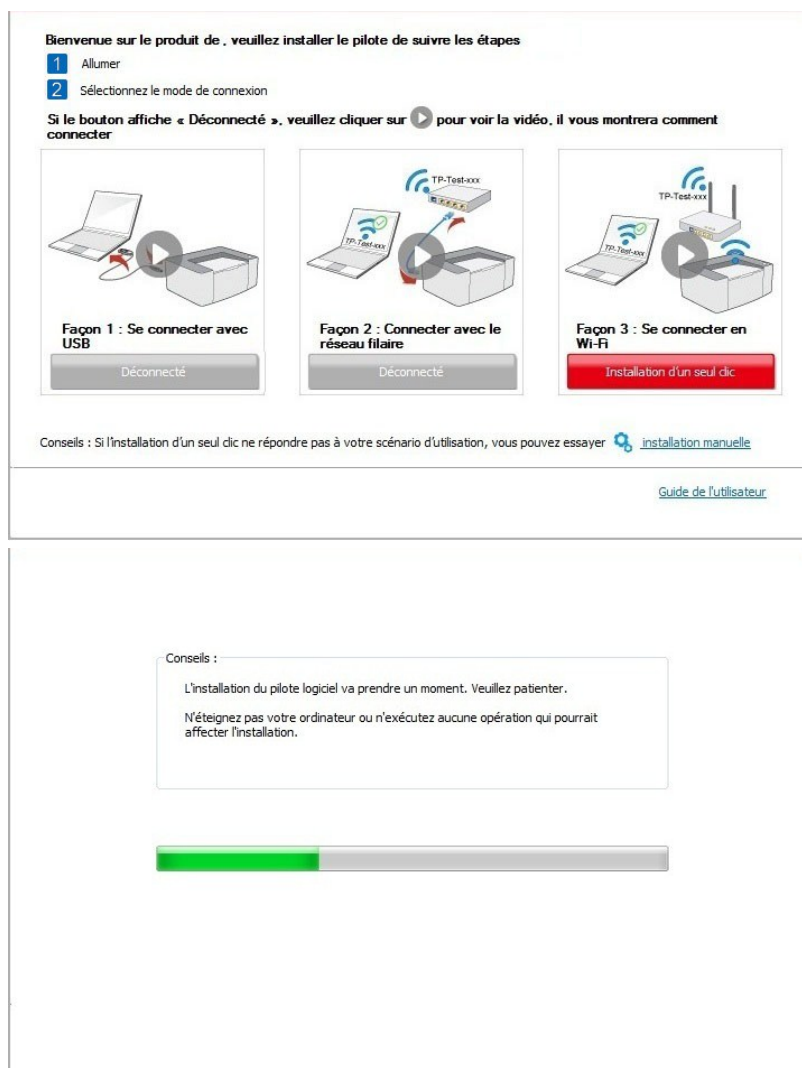 Bienvenue sur le produit de , veuillez installer le pilote de suivre les étapes
1 Allumer
2 Sélectionnez le mode de connexion
Si le bouton affiche « Déconnecté », veuillez cliquer sur pour voir la vidéo, il vous montrera comment
connecter
TP-Test-xxx
TP-Test-xxx
TP-Test-xxx
TP-Test-xxx
Façon 1 : Se connecter avec
USB
Façon 2 : Connecter avec le
réseau filaire
Façon 3 : Se connecter en
Wi-Fi
Déconnecté
Déconnecté
Installation d'un seul clic
Conseils : Si l'installation d'un seul clic ne répondre pas à votre scénario d'utilisation, vous pouvez essayer installation manuelle
Guide de l'utilisateur
Conseils :
L'installation du pilote logiciel va prendre un moment. Veuillez patienter.
N'éteignez pas votre ordinateur ou n'exécutez aucune opération qui pourrait
affecter l'installation.